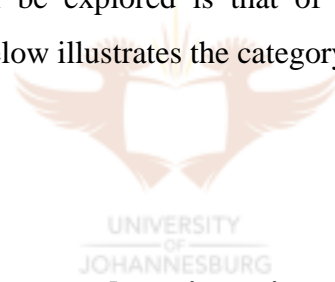 be explored is that of
low illustrates the category
UNIVERSITY
OF
JOHANNESBURG